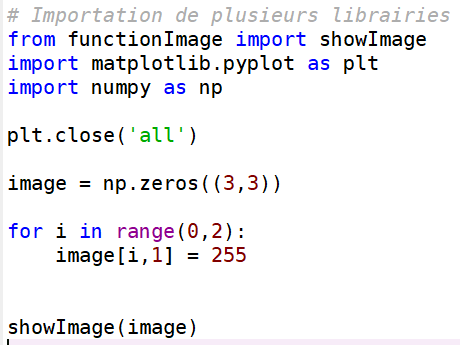 # Importation de plusieurs librairies
from functionImage import showImage
import matplotlib.pyplot as plt
import numpy as np
plt.close('all')
image = np.zeros((3,3))
for i in range(0,2):
    image[i,1] = 255
showImage(image)